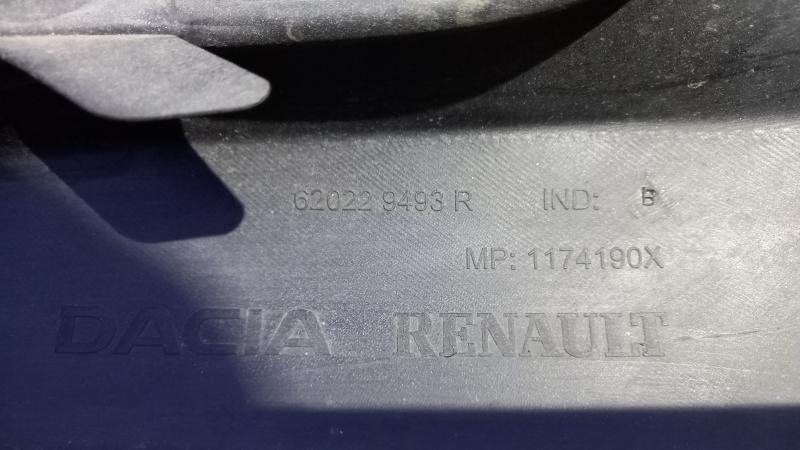 62022 9493 R IND: B
MP: 1174190X
DACIA RENAULT